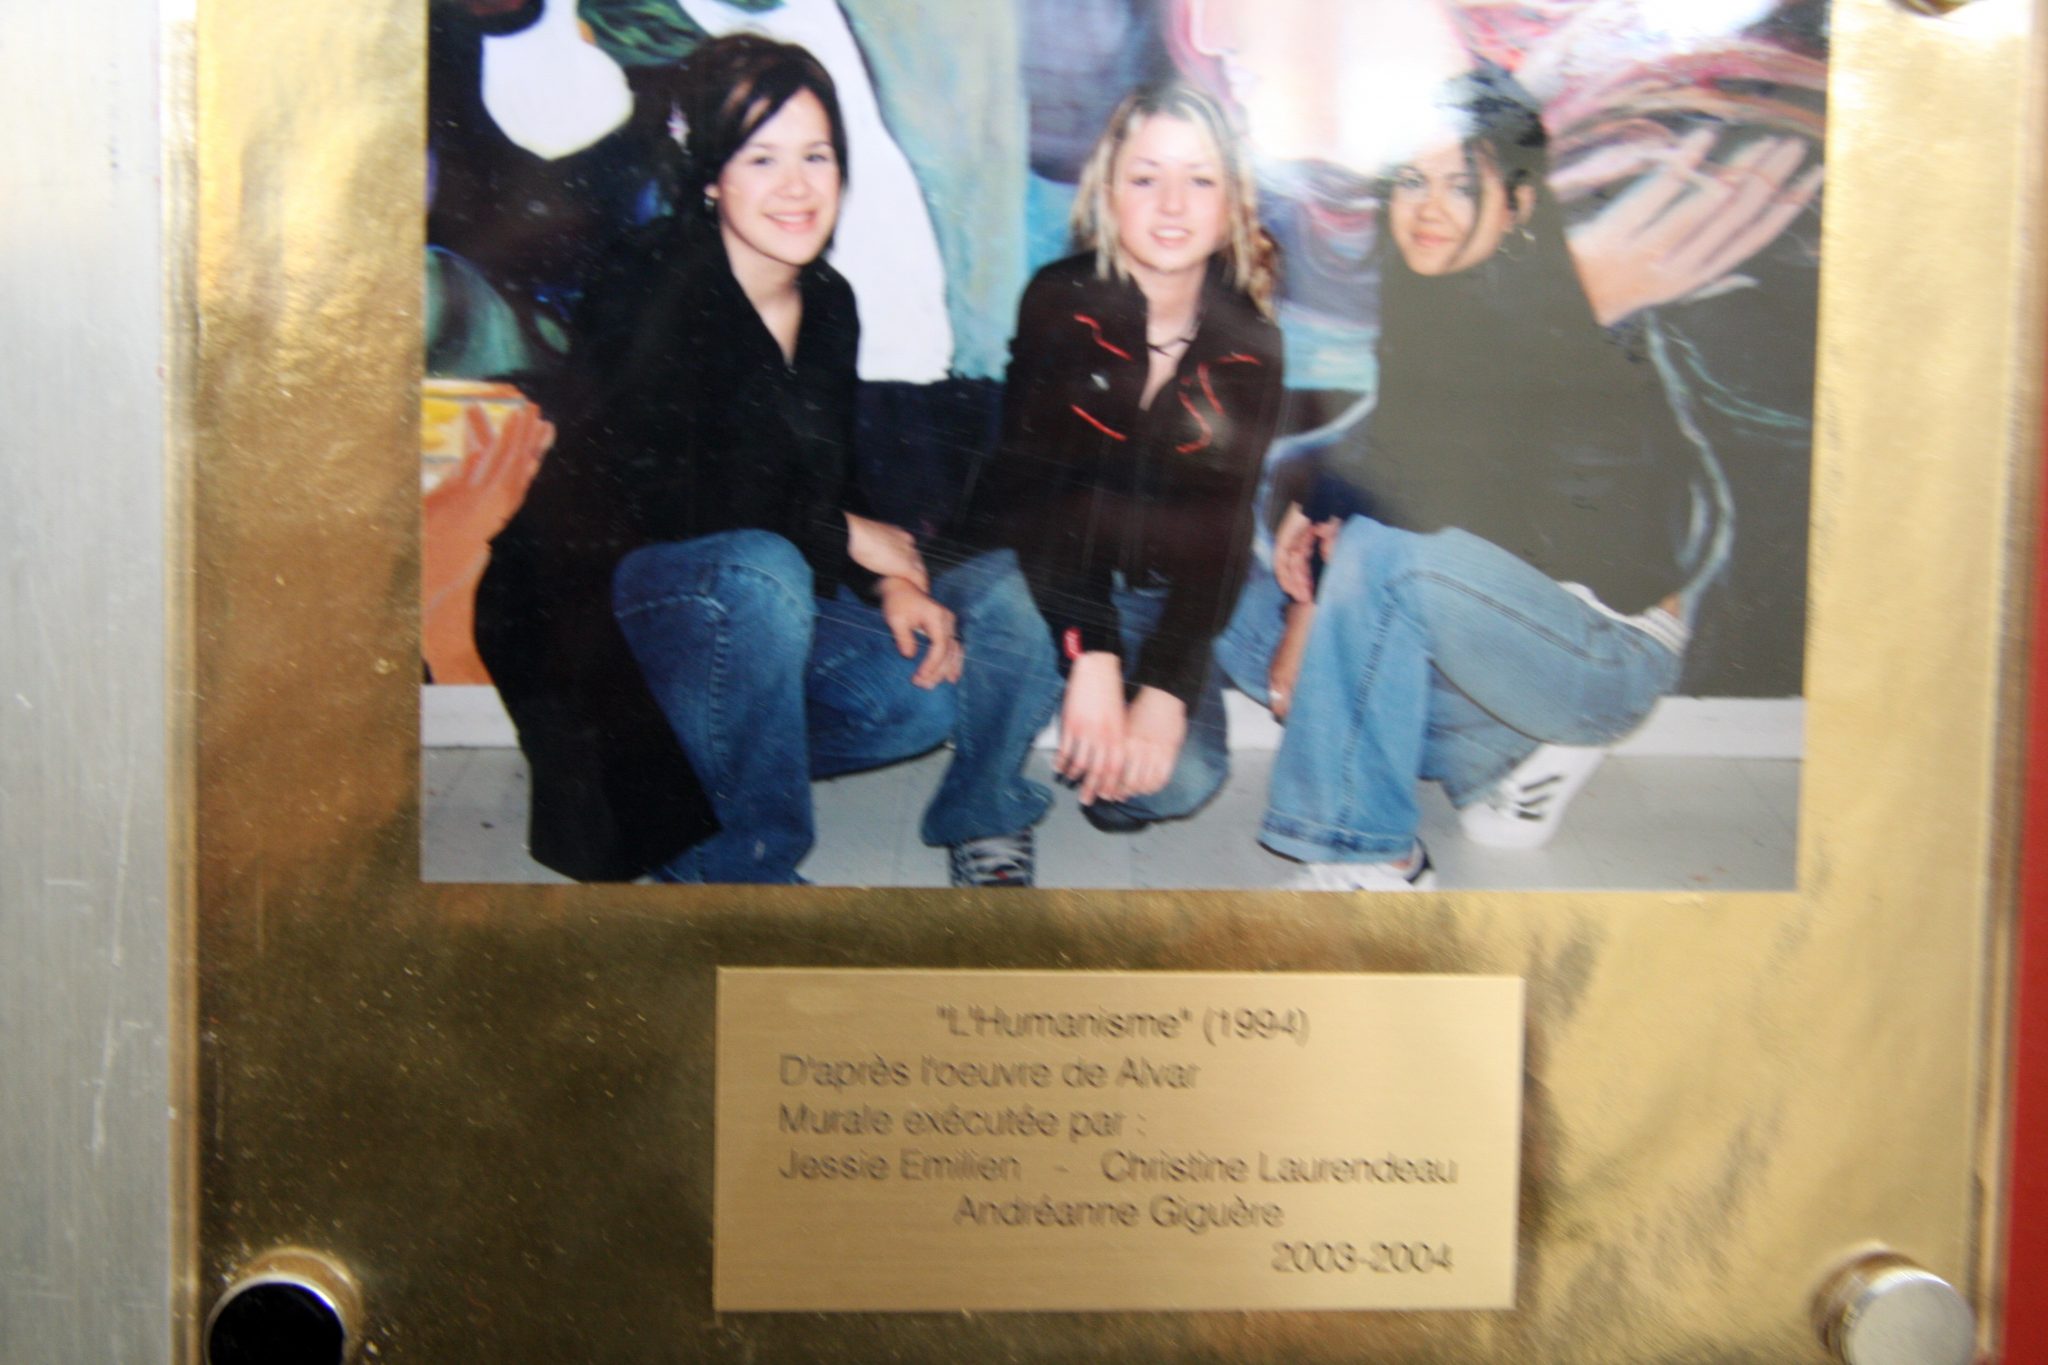 "L'Humanisme" (1994)
D'après l'oeuvre de Alvar
Murale exécutée par :
Jessie Emilien - Christine Laurendeau
Andréanne Giguère
2003-2004